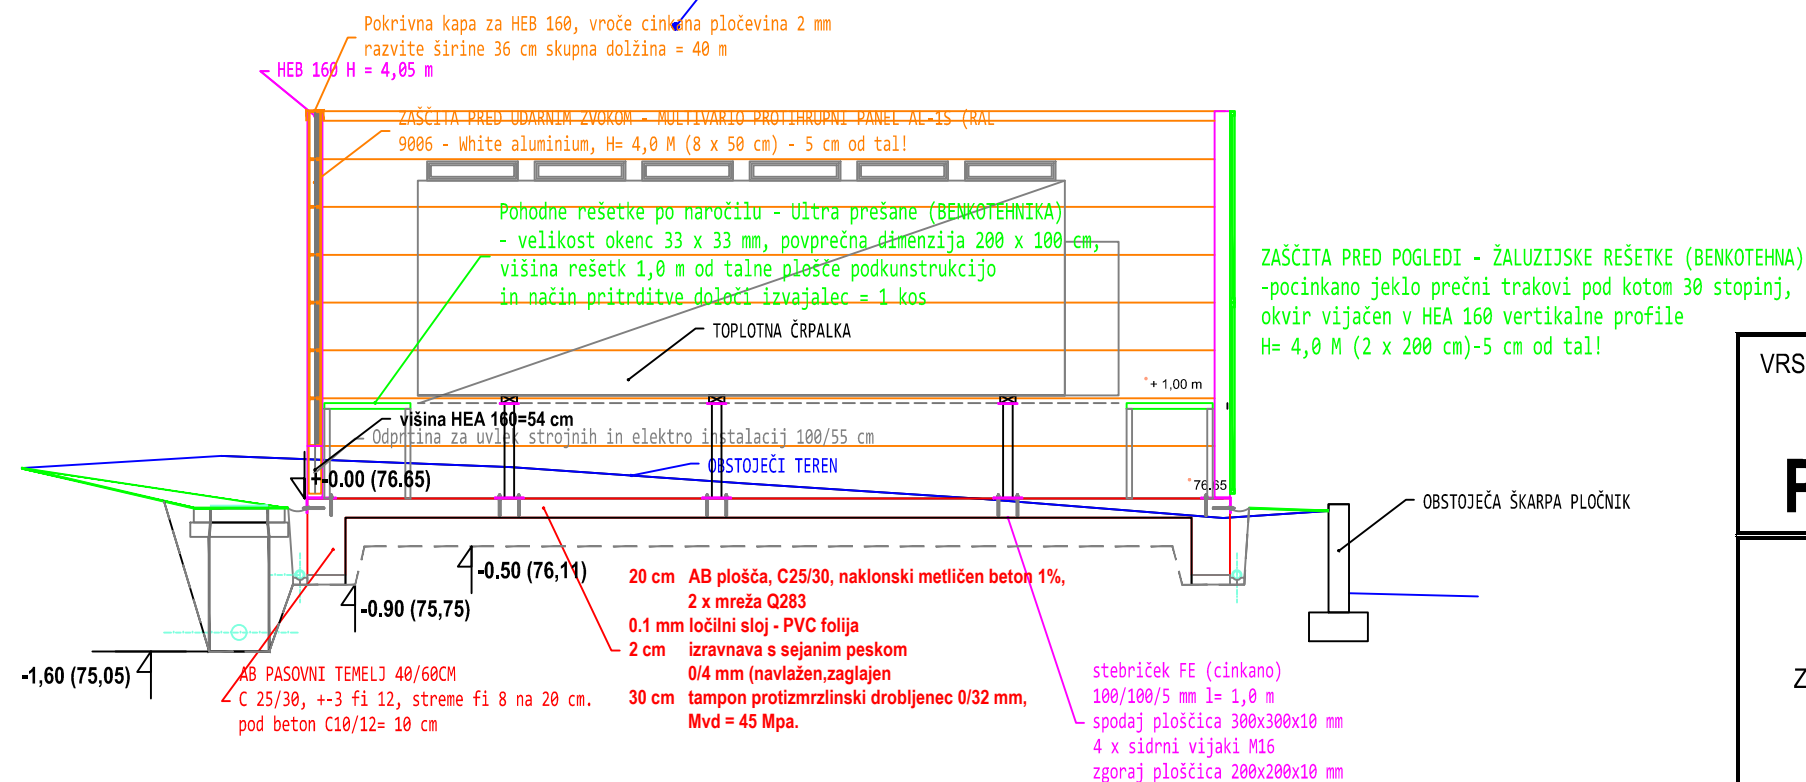 Pokrivna kapa za HEB 160, vroče cinkana pločevina 2 mm
razvite širine 36 cm skupna dolžina = 40 m
HEB 160 H = 4,05 m
ZAŠČITA PRED UDARNIM ZVOKOM - MULTIVARIO PROTIHRUPNI PANEL AL-1S (RAL
9006 - White aluminium, H= 4,0 M (8 x 50 cm) - 5 cm od tal!
Pohodne rešetke po naročilu - Ultra prešane (BENKOTEHNIKA)
- velikost okenc 33 x 33 mm, povprečna dimenzija 200 x 100 cm,
višina rešetk 1,0 m od talne plošče podkunstrukcijo
in način pritrditve določi izvajalec = 1 kos
ZAŠČITA PRED POGLEDI - ŽALUZIJSKE REŠETKE (BENKOTEHNA)
-pocinkano jeklo prečni trakovi pod kotom 30 stopinj,
okvir vijačen v HEA 160 vertikalne profile
H= 4,0 M (2 x 200 cm)-5 cm od tal!
TOPLOTNA ČRPALKA
VRS
P
Z
*+ 1,00 m
višina HEA 160=54 cm
Odprtina za uvlek strojnih in elektro instalacij 100/55 cm
OBSTOJEČI TEREN
+-0.00 (76.65)
*76.65
OBSTOJEČA ŠKARPA PLOČNIK
-0.50 (76,11)
-0.90 (75,75)
-1,60 (75,05)
20 cm AB plošča, C25/30, naklonski metličen beton 1%,
2 x mreža Q283
0.1 mm ločilni sloj - PVC folija
2 cm izravnava s sejanim peskom
0/4 mm (navlažen,zaglajen
30 cm tampon protizmrzlinski drobljenec 0/32 mm,
Mvd = 45 Mpa.
AB PASOVNI TEMELJ 40/60CM
C 25/30, +-3 fi 12, streme fi 8 na 20 cm.
pod beton C10/12= 10 cm
stebriček FE (cinkano)
100/100/5 mm l= 1,0 m
spodaj ploščica 300x300x10 mm
4 x sidrni vijaki M16
zgoraj ploščica 200x200x10 mm